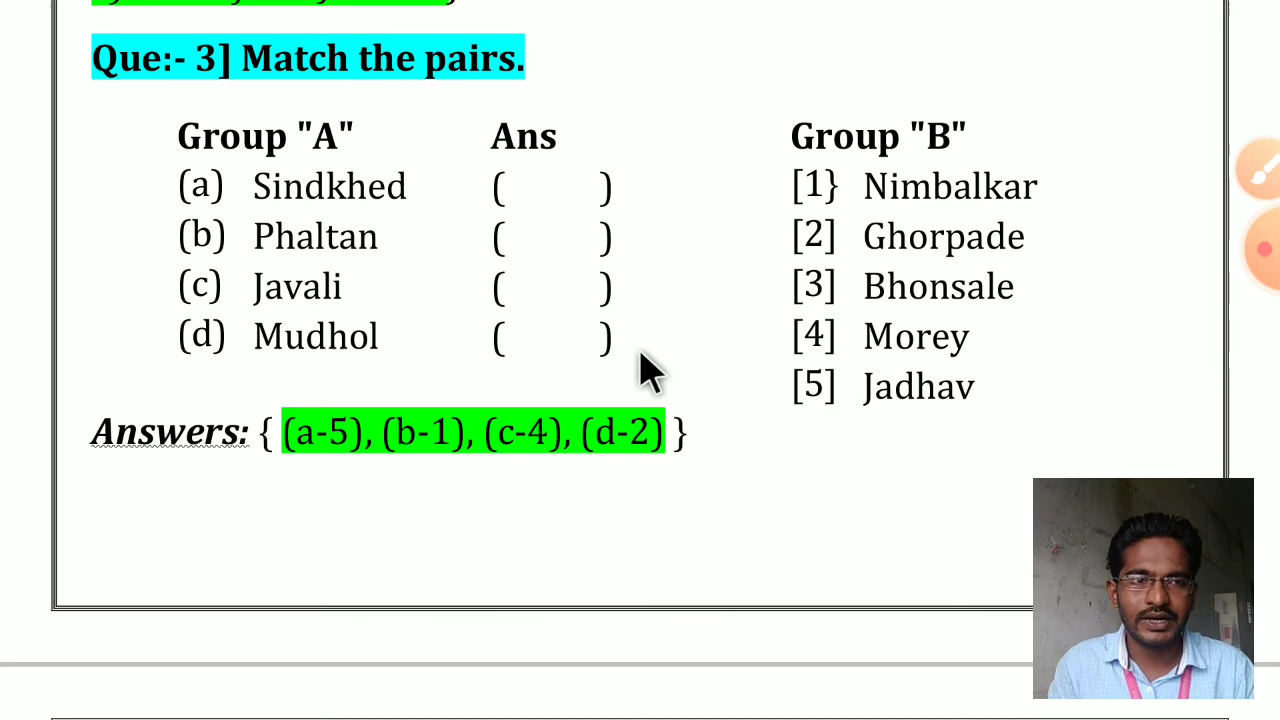 Que:- 3] Match the pairs.
Group "A" Ans Group "B"
(a) Sindkhed ( ) [1} Nimbalkar
(b) Phaltan ( ) [2] Ghorpade
(c) Javali ( ) [3] Bhonsale
(d) Mudhol ( ) [4] Morey
[5] Jadhav
Answers: { (a-5), (b-1), (c-4), (d-2) }